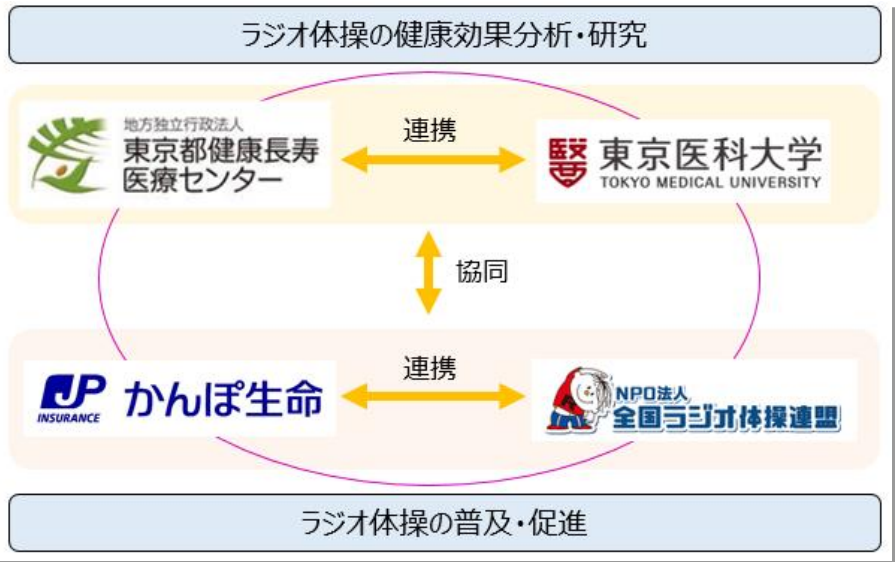 ラジオ体操の健康効果分析・研究
地方独立行政法人
東京都健康長寿
医療センター
連携
東京医科大学
TOKYO MEDICAL UNIVERSITY
協同
JP
INSURANCE
かんぽ生命
連携
NPO法人
全国ラジオ体操連盟
ラジオ体操の普及・促進